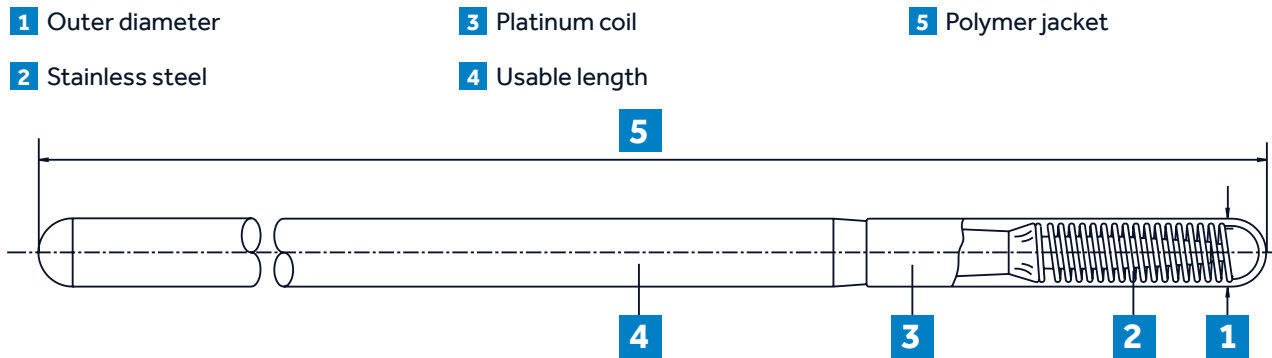 1 Outer diameter 3 Platinum coil 5 Polymer jacket
2 Stainless steel 4 Usable length
5
4 3 2 1